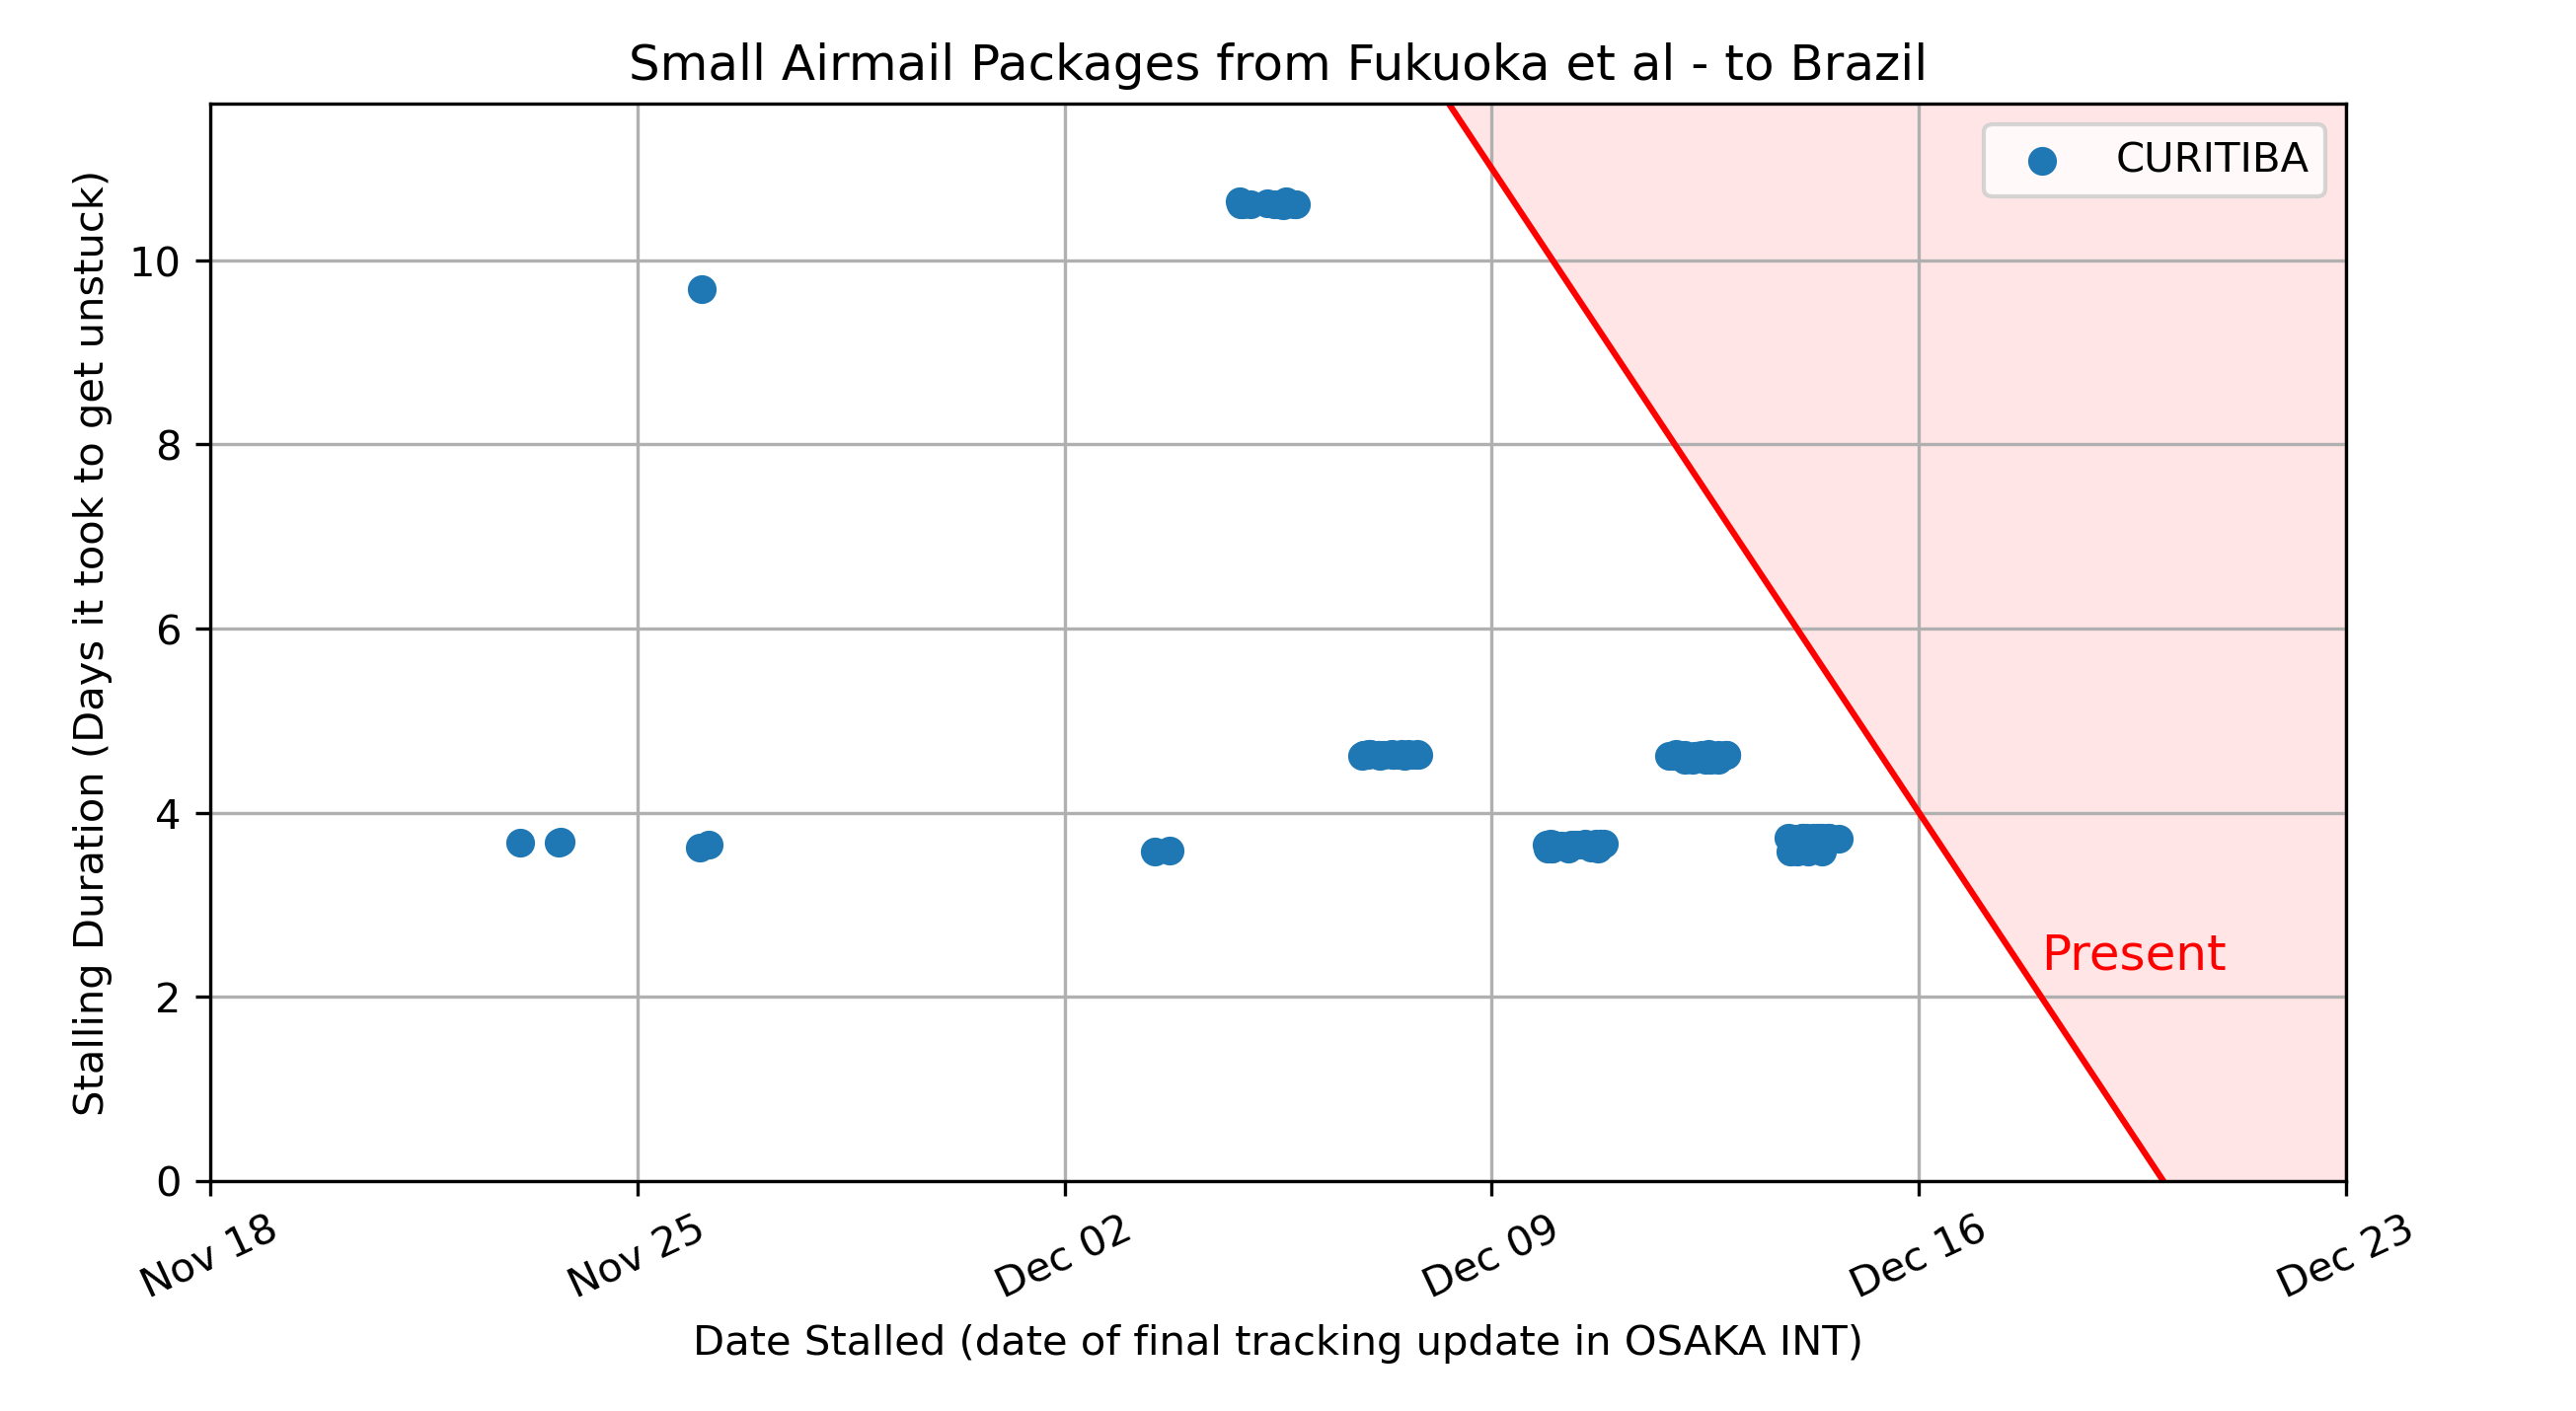 Small Airmail Packages from Fukuoka et al - to Brazil
CURITIBA
Stalling Duration (Days it took to get unstuck)
10
8
6
4
2
0
Present
Nov 18
Nov 25
Dec 02
Dec 09
Dec 16
Dec 23
Date Stalled (date of final tracking update in OSAKA INT)